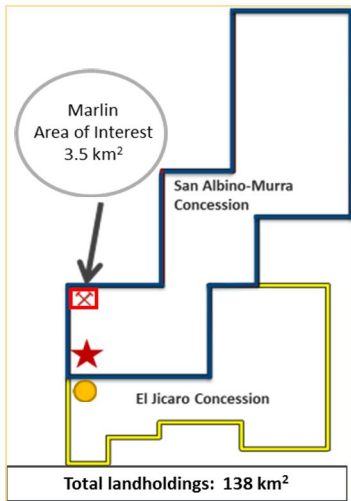 Marlin
Area of Interest
3.5 km²
San Albino-Murra
Concession
El Jicaro Concession
Total landholdings: 138 km²